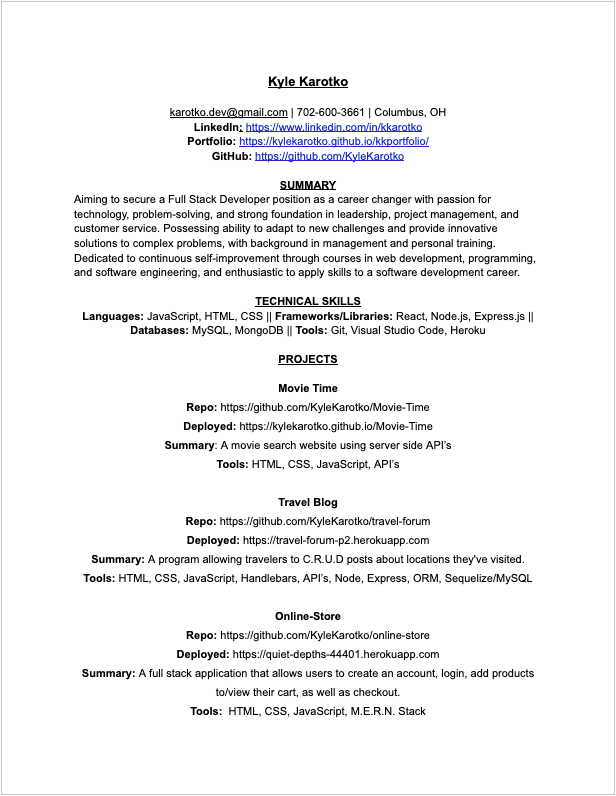 Kyle Karotko
karotko.dev@gmail.com | 702-600-3661 | Columbus, OH
LinkedIn: https://www.linkedin.com/in/kkarotko
Portfolio: https://kylekarotko.github.io/kkportfolio/
GitHub: https://github.com/KyleKarotko
SUMMARY
Aiming to secure a Full Stack Developer position as a career changer with passion for
technology, problem-solving, and strong foundation in leadership, project management, and
customer service. Possessing ability to adapt to new challenges and provide innovative
solutions to complex problems, with background in management and personal training.
Dedicated to continuous self-improvement through courses in web development, programming,
and software engineering, and enthusiastic to apply skills to a software development career.
TECHNICAL SKILLS
Languages: JavaScript, HTML, CSS || Frameworks/Libraries: React, Node.js, Express.js ||
Databases: MySQL, MongoDB || Tools: Git, Visual Studio Code, Heroku
PROJECTS
Movie Time
Repo: https://github.com/KyleKarotko/Movie-Time
Deployed: https://kylekarotko.github.io/Movie-Time
Summary: A movie search website using server side API's
Tools: HTML, CSS, JavaScript, API's
Travel Blog
Repo: https://github.com/KyleKarotko/travel-forum
Deployed: https://travel-forum-p2.herokuapp.com
Summary: A program allowing travelers to C.R.U.D posts about locations they've visited.
Tools: HTML, CSS, JavaScript, Handlebars, API's, Node, Express, ORM, Sequelize/MySQL
Online-Store
Repo: https://github.com/KyleKarotko/online-store
Deployed: https://quiet-depths-44401.herokuapp.com
Summary: A full stack application that allows users to create an account, login, add products
to/view their cart, as well as checkout.
Tools:  HTML, CSS, JavaScript, M.E.R.N. Stack